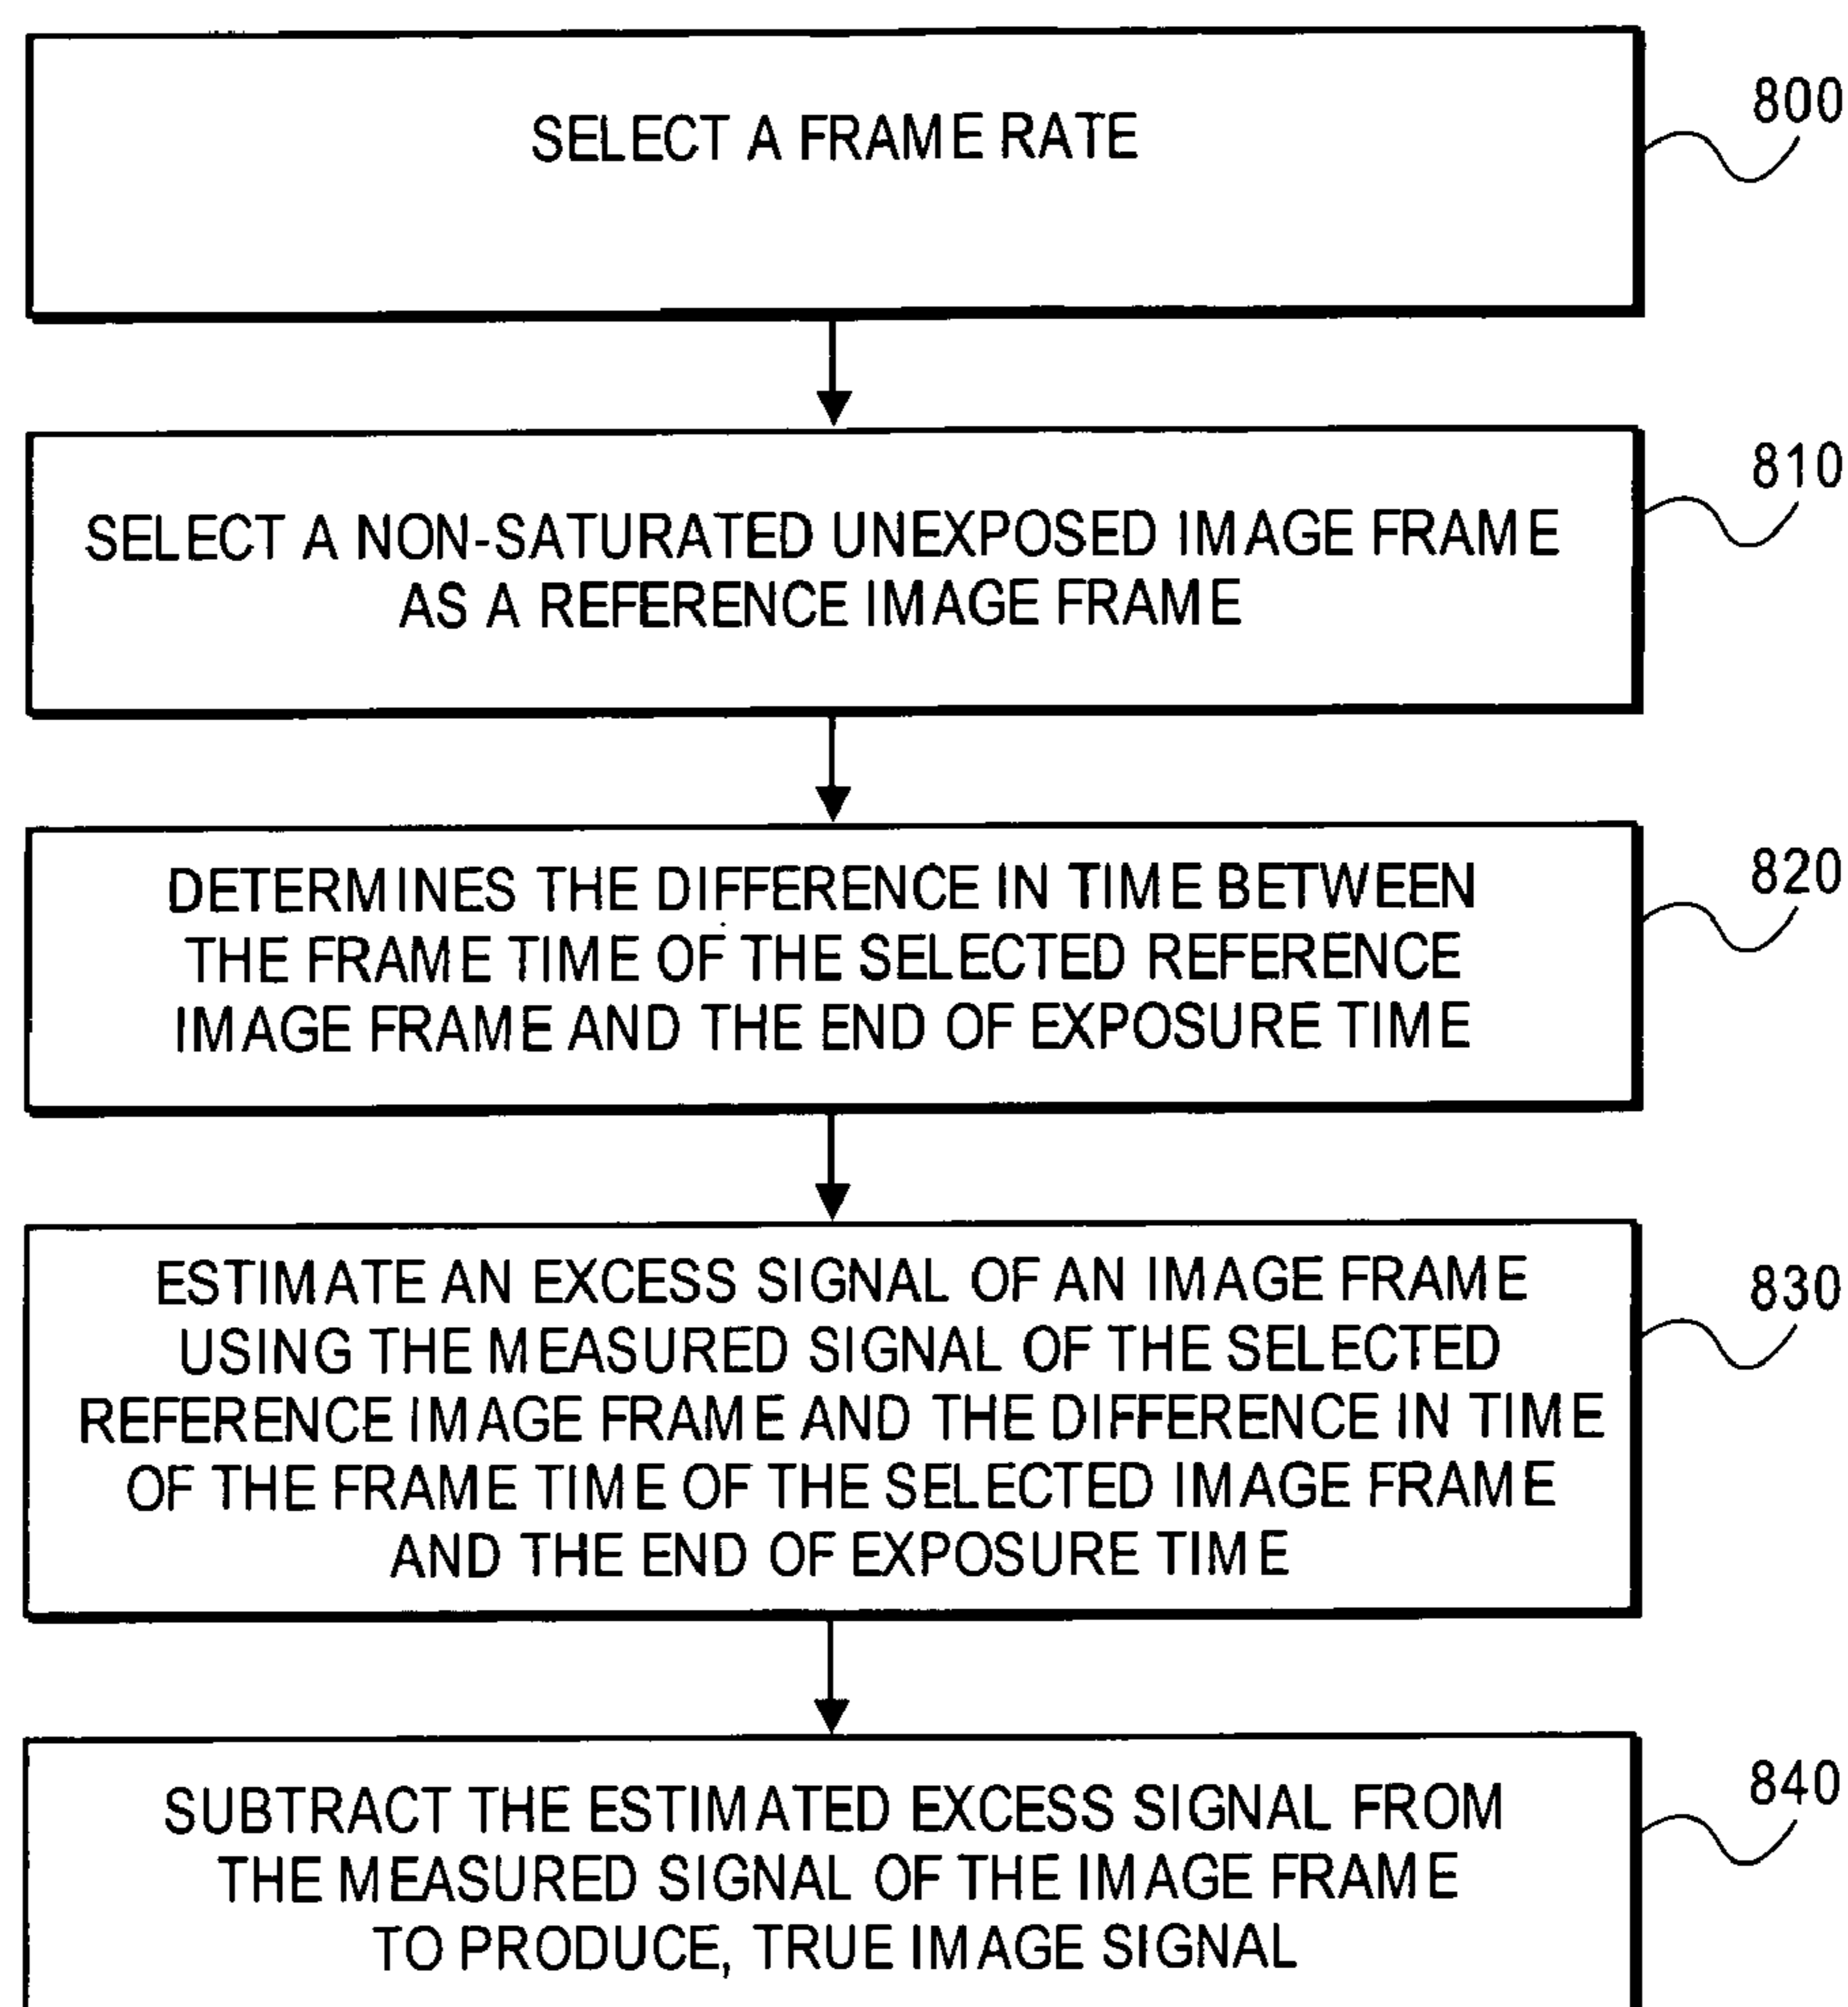 SELECT A FRAME RATE
800
SELECT A NON-SATURATED UNEXPOSED IMAGE FRAME
AS A REFERENCE IMAGE FRAME
810
DETERMINES THE DIFFERENCE IN TIME BETWEEN
THE FRAME TIME OF THE SELECTED REFERENCE
IMAGE FRAME AND THE END OF EXPOSURE TIME
820
ESTIMATE AN EXCESS SIGNAL OF AN IMAGE FRAME
USING THE MEASURED SIGNAL OF THE SELECTED
REFERENCE IMAGE FRAME AND THE DIFFERENCE IN TIME
OF THE FRAME TIME OF THE SELECTED IMAGE FRAME
AND THE END OF EXPOSURE TIME
830
SUBTRACT THE ESTIMATED EXCESS SIGNAL FROM
THE MEASURED SIGNAL OF THE IMAGE FRAME
TO PRODUCE, TRUE IMAGE SIGNAL
840